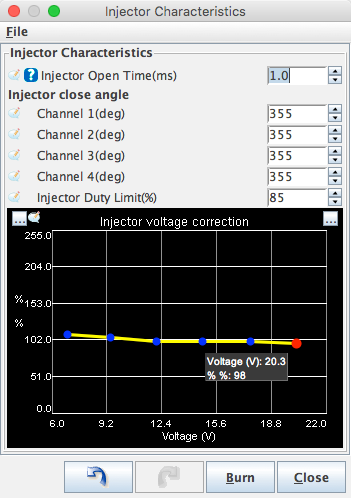 Injector Characteristics
File
Injector Characteristics
? Injector Open Time(ms) 1.0
Injector close angle
Channel 1(deg) 355
Channel 2(deg) 355
Channel 3(deg) 355
Channel 4(deg) 355
Injector Duty Limit(%) 85
... Injector voltage correction ...
255.0
204.0
% 153.0
%
102.0
Voltage (V): 20.3
% %: 98
51.0
0.0
6.0 9.2 12.4 15.6 18.8 22.0
Voltage (V)
Burn Close